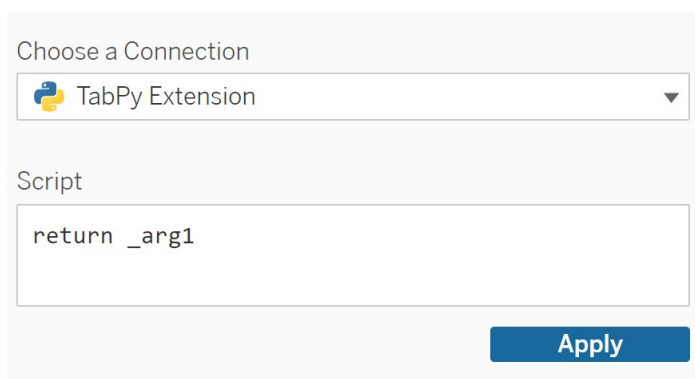 Choose a Connection
TabPy Extension
Script
return _arg1
Apply